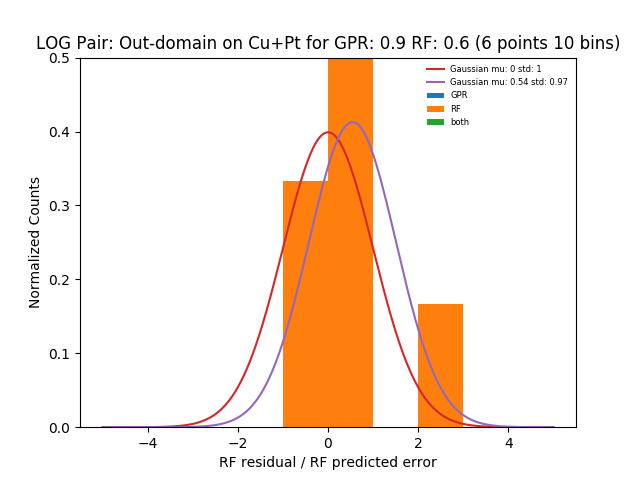 LOG Pair: Out-domain on Cu+Pt for GPR: 0.9 RF: 0.6 (6 points 10 bins)
Gaussian mu: 0 std: 1
Gaussian mu: 0.54 std: 0.97
GPR
RF
both
Normalized Counts
0.5
0.4
0.3
0.2
0.1
0.0
−4 −2 0 2 4
RF residual / RF predicted error